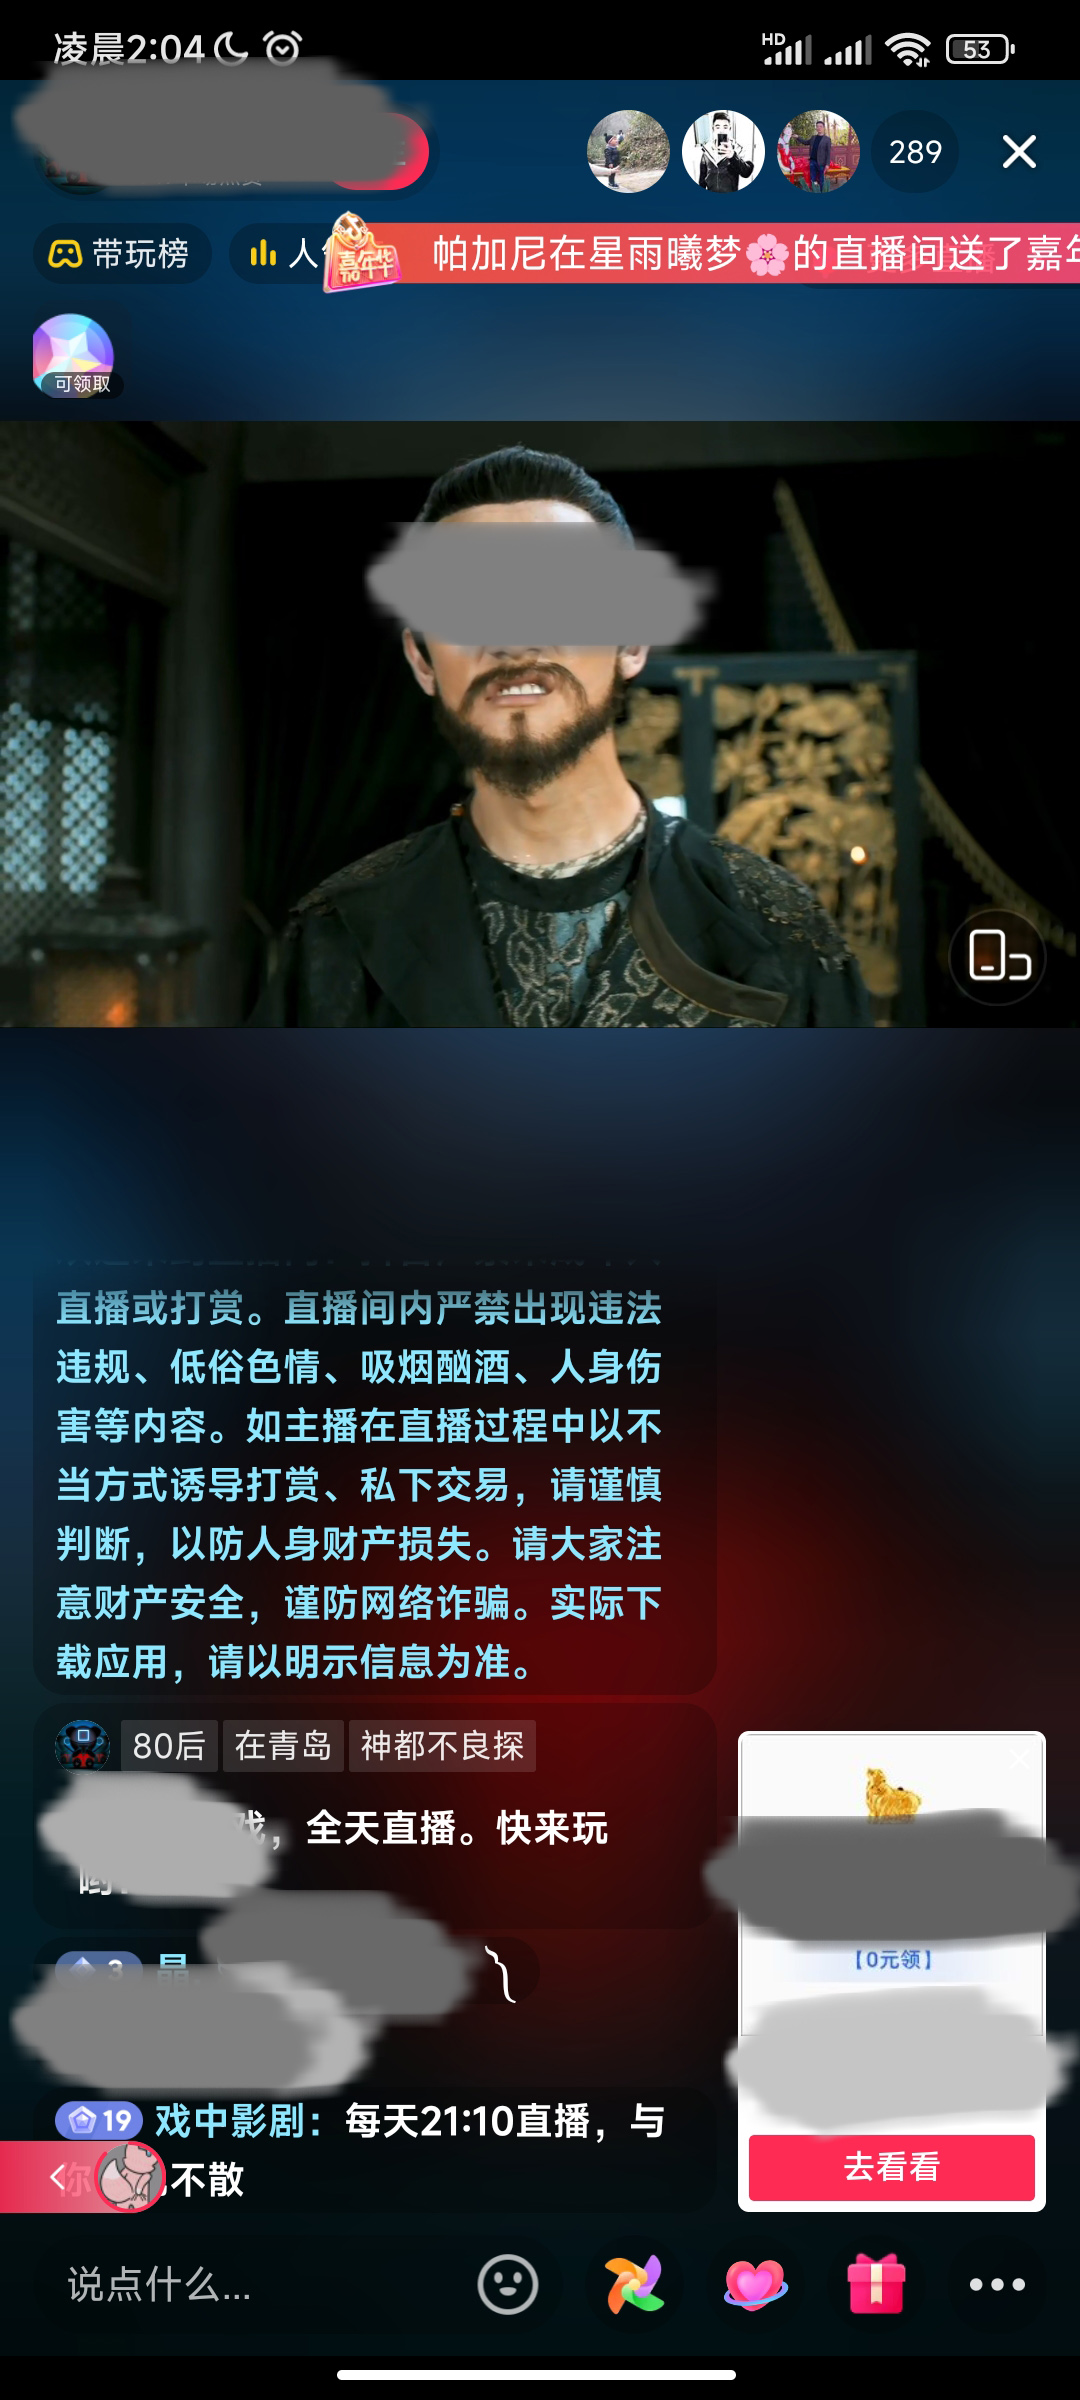 凌晨2:04
HD
53
289
带玩榜
人
嘉年华
帕加尼在星雨曦梦🌸的直播间送了嘉年
可领取
直播或打赏。直播间内严禁出现违法
违规、低俗色情、吸烟酗酒、人身伤
害等内容。如主播在直播过程中以不
当方式诱导打赏、私下交易，请谨慎
判断，以防人身财产损失。请大家注
意财产安全，谨防网络诈骗。实际下
载应用，请以明示信息为准。
80后 在青岛 神都不良探
戏，全天直播。快来玩
哟
3
【0元领】
19 戏中影剧：每天21:10直播，与
你 不散
去看看
说点什么...